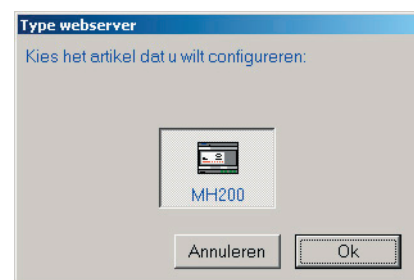 Type webserver
Kies het artikel dat u wilt configureren:
MH200
Annuleren
Ok